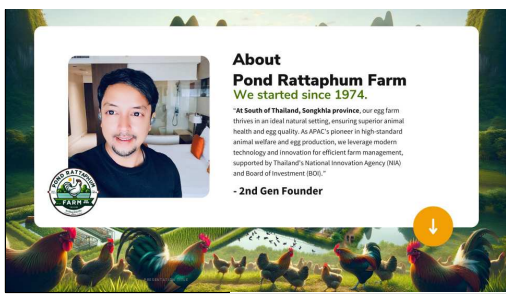 About
Pond Rattaphum Farm
We started since 1974.
"At South of Thailand, Songkhla province, our egg farm
thrives in an ideal natural setting, ensuring superior animal
health and egg quality. As APAC's pioneer in high-standard
animal welfare and egg production, we leverage modern
technology and innovation for efficient farm management,
supported by Thailand's National Innovation Agency (NIA)
and Board of Investment (BOI)."
- 2nd Gen Founder
POND RATTAPHUM
FARM